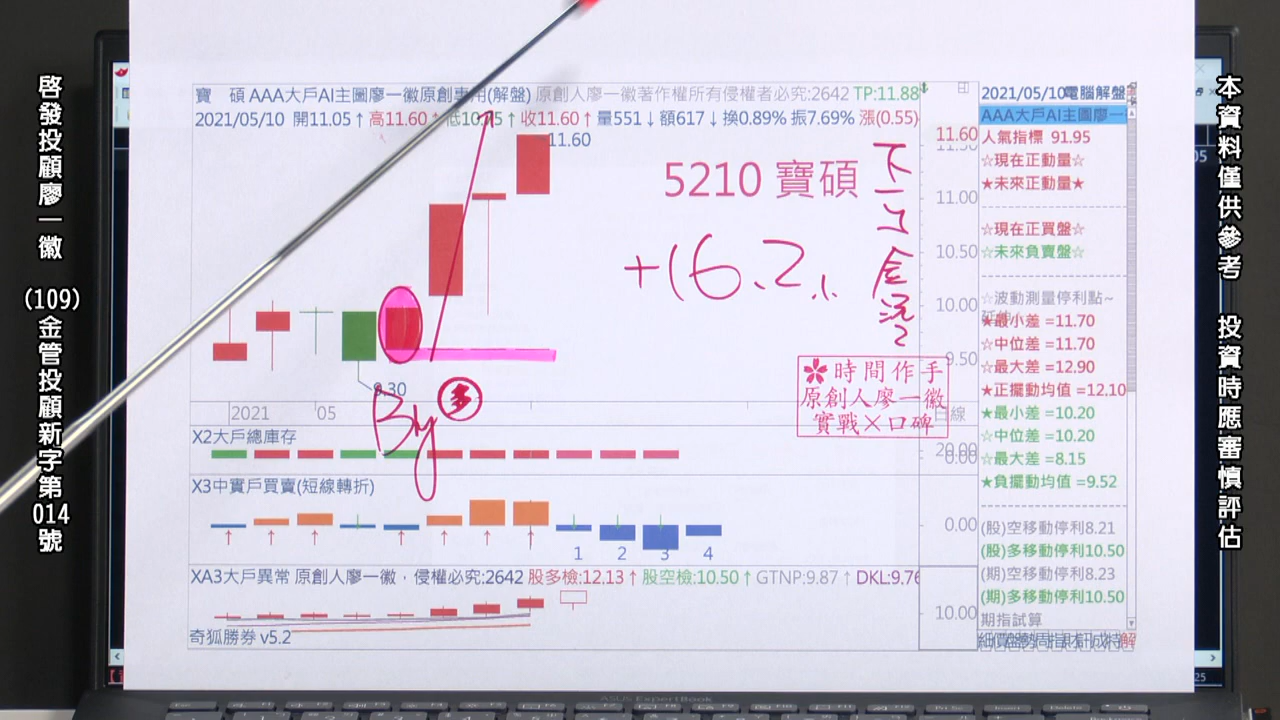 啓發投顧廖一徽 (109)金管投顧新字第014號
本資料僅供參考 投資時應審慎評估
寶 碩 AAA大戶AI主圖廖一徽原創專用(解盤) 原創人廖一徽著作權所有侵權者必究:2642 TP:11.88
2021/05/10 開11.05↑ 高11.60↑ 收11.60↑ 量551↓ 額617↓ 換0.89% 振7.69% 漲(0.55)
11.60
5210 寶碩
+16.2
9.30
By 多
2021
05
日線
11.60
11.00
10.50
10.00
9.50
時間作手
原創人廖一徽
實戰×口碑
X2大戶總庫存
20.00
0.00
X3中實戶買賣(短線轉折)
0.00
1 2 3 4
XA3大戶異常 原創人廖一徽,侵權必究:2642 股多檢:12.13↑ 股空檢:10.50↑ GTNP:9.87↑ DKL:9.76
10.00
奇狐勝券 v5.2
2021/05/10電腦解盤
AAA大戶AI主圖廖一
人氣指標 91.95
☆現在正動量☆
★未來正動量★
☆現在正買盤☆
☆未來負賣盤☆
☆波動測量停利點~
★最小差 =11.70
☆中位差 =11.70
☆最大差 =12.90
★正擺動均值 =12.10
★最小差 =10.20
☆中位差 =10.20
☆最大差 =8.15
★負擺動均值 =9.52
(股)空移動停利8.21
(股)多移動停利10.50
(期)空移動停利8.23
(期)多移動停利10.50
期指試算
ASUS ExpertBook